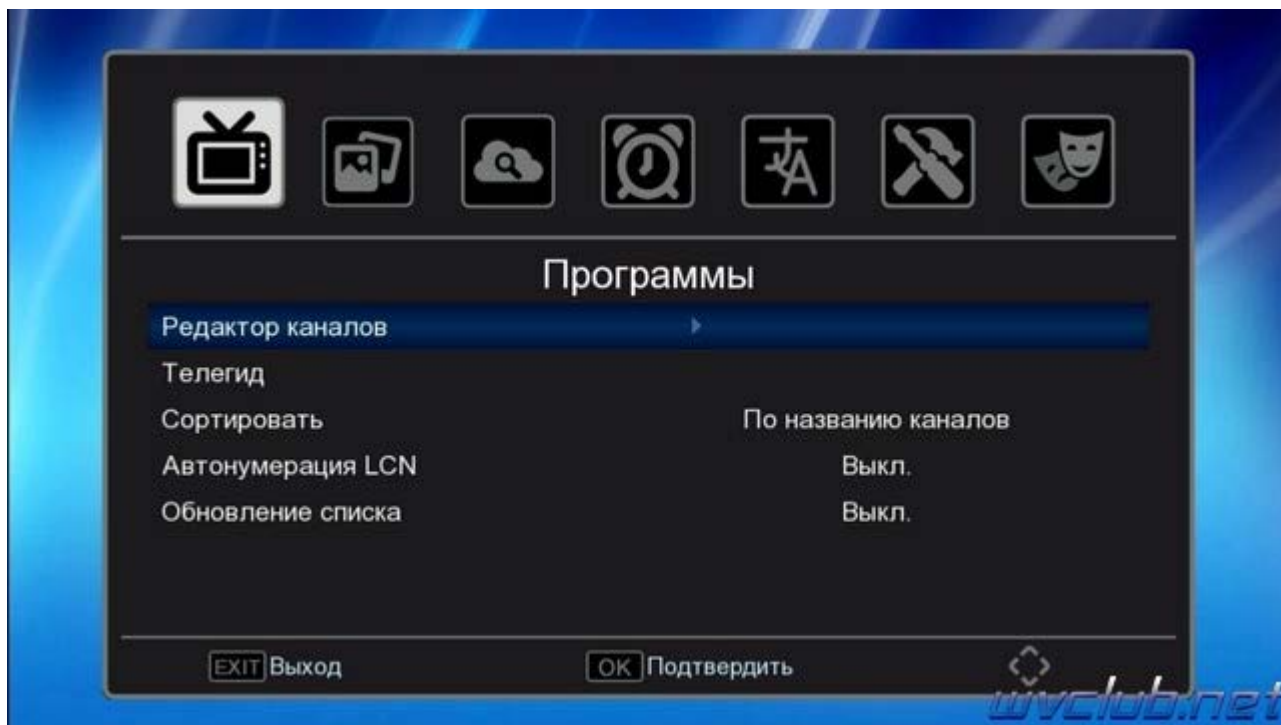 Программы
Редактор каналов
Телегид
Сортировать По названию каналов
Автонумерация LCN Выкл.
Обновление списка Выкл.
EXIT Выход OK Подтвердить
wvclub.net